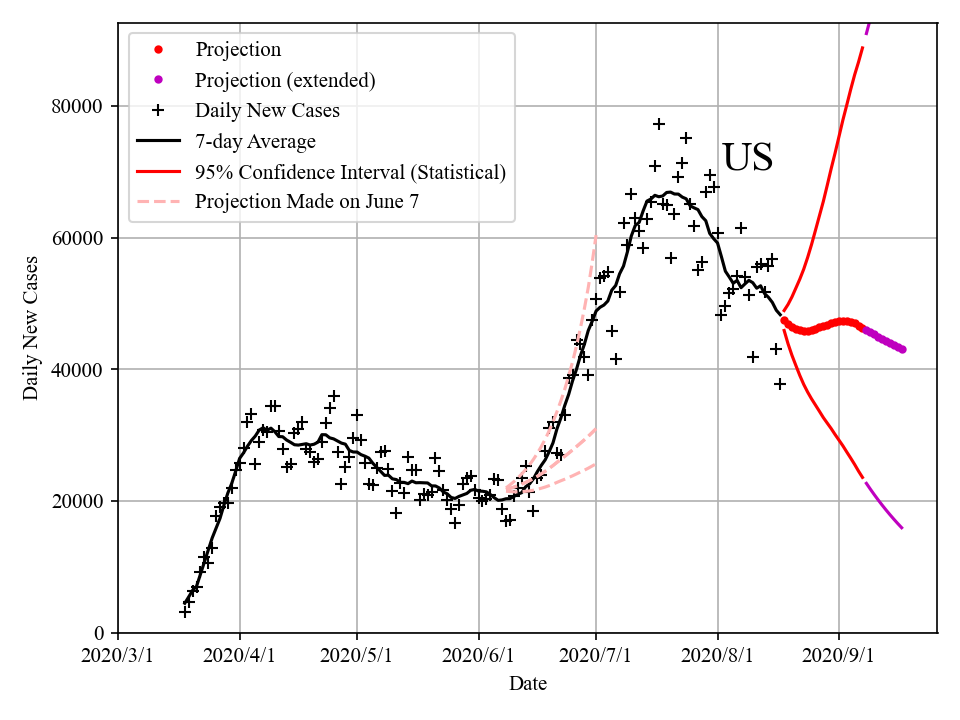 Projection
Projection (extended)
Daily New Cases
7-day Average
95% Confidence Interval (Statistical)
Projection Made on June 7
US
80000
60000
40000
20000
0
Daily New Cases
2020/3/1 2020/4/1 2020/5/1 2020/6/1 2020/7/1 2020/8/1 2020/9/1
Date